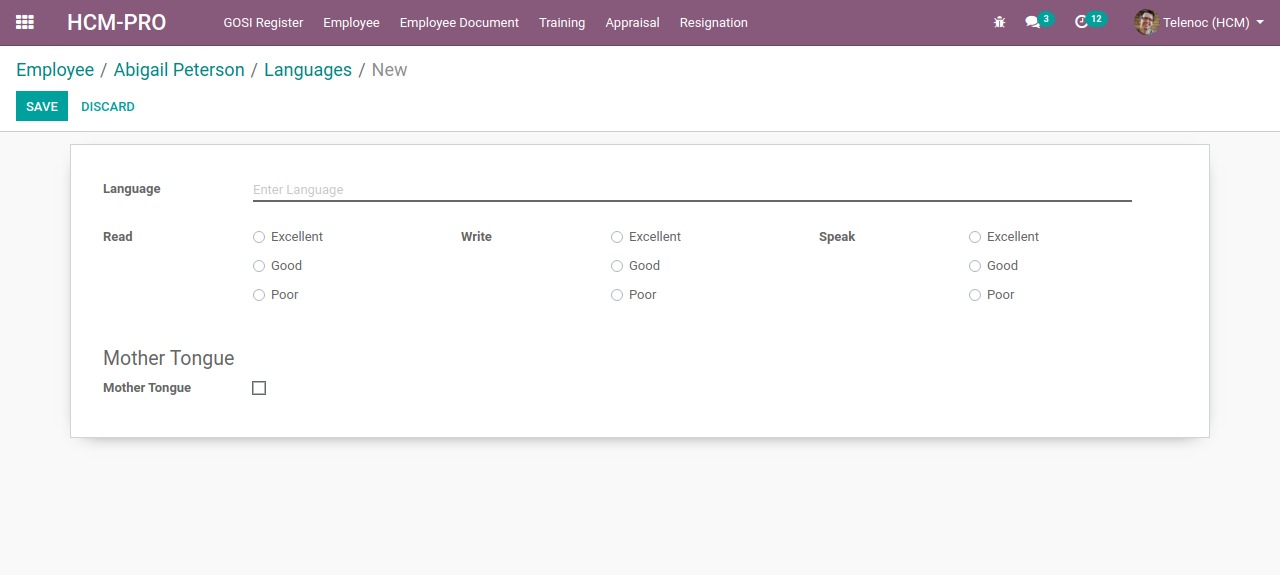 HCM-PRO GOSI Register Employee Employee Document Training Appraisal Resignation 3 12 Telenoc (HCM)
Employee / Abigail Peterson / Languages / New
SAVE DISCARD
Language Enter Language
Read Excellent Write Excellent Speak Excellent
Good Good Good
Poor Poor Poor
Mother Tongue
Mother Tongue